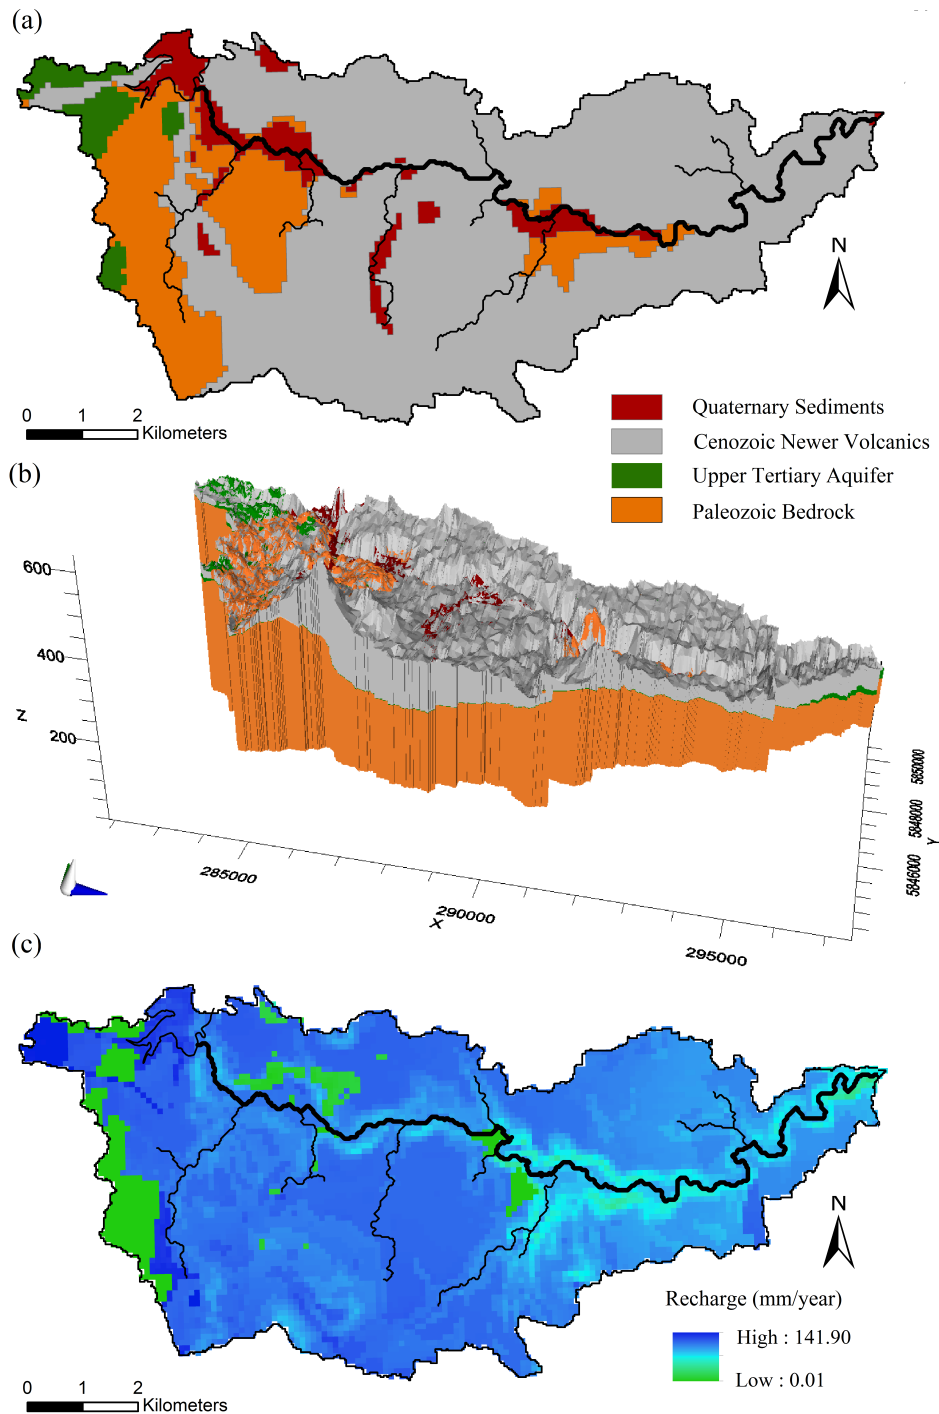 (a)
N
0 1 2
Kilometers
Quaternary Sediments
Cenozoic Newer Volcanics
Upper Tertiary Aquifer
Paleozoic Bedrock
(b)
600
400
200
Z
285000
290000
295000
X
5850000
5848000
5846000
Y
(c)
N
Recharge (mm/year)
High : 141.90
Low : 0.01
0 1 2
Kilometers